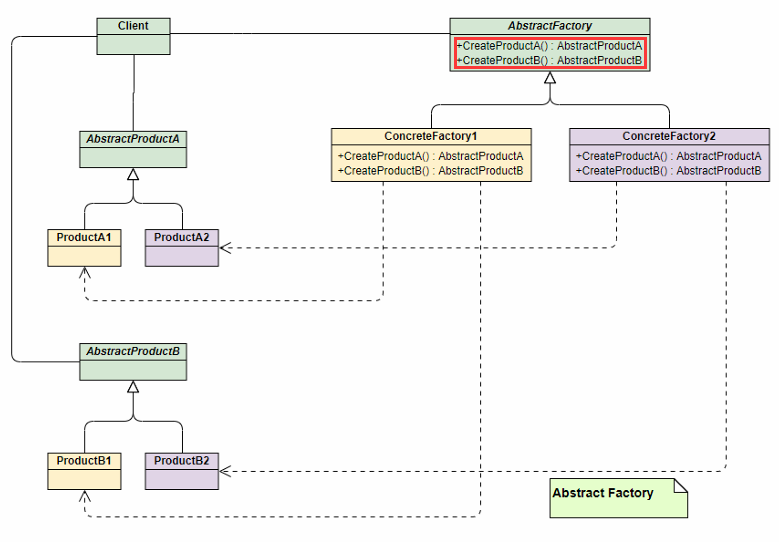 Client
AbstractFactory
+CreateProductA() : AbstractProductA
+CreateProductB() : AbstractProductB
AbstractProductA
ConcreteFactory1
+CreateProductA() : AbstractProductA
+CreateProductB() : AbstractProductB
ConcreteFactory2
+CreateProductA() : AbstractProductA
+CreateProductB() : AbstractProductB
ProductA1
ProductA2
AbstractProductB
ProductB1
ProductB2
Abstract Factory